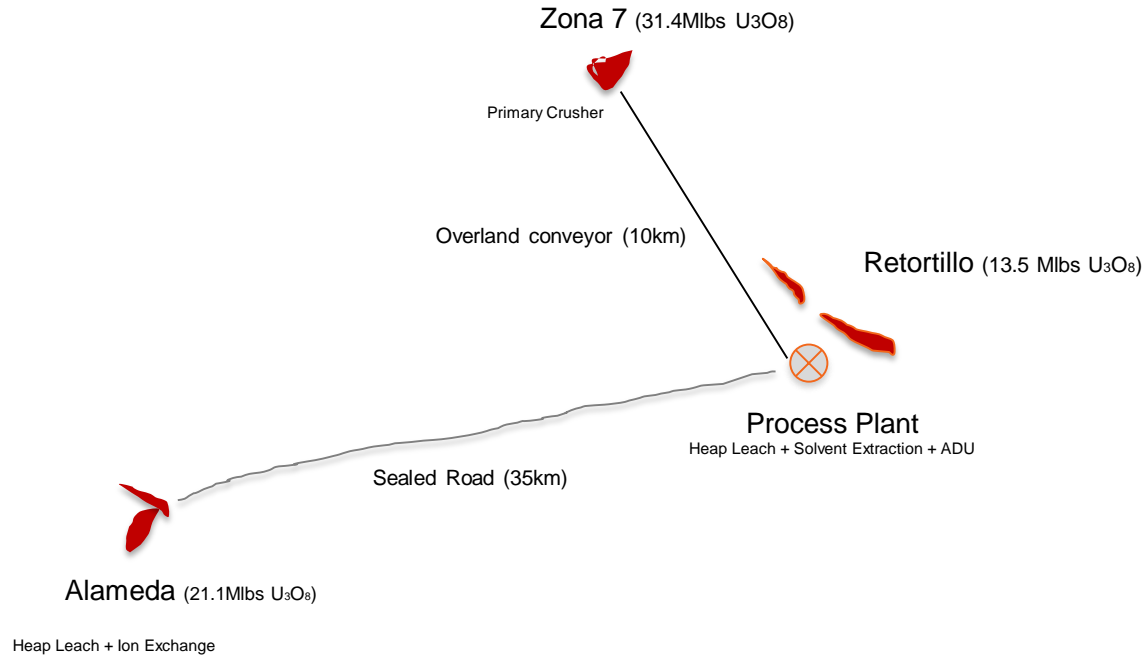 Zona 7 (31.4Mlbs U3O8)
Primary Crusher
Overland conveyor (10km)
Retortillo (13.5 Mlbs U3O8)
Process Plant
Heap Leach + Solvent Extraction + ADU
Sealed Road (35km)
Alameda (21.1Mlbs U3O8)
Heap Leach + Ion Exchange